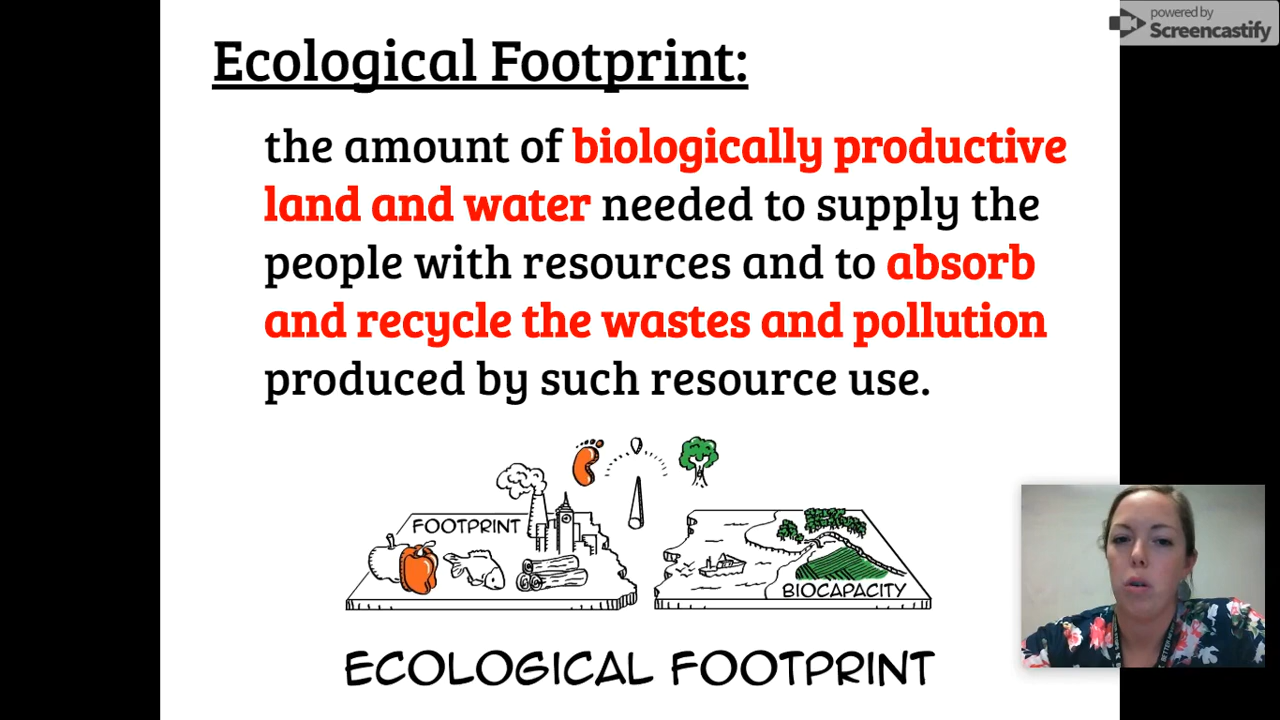 powered by
Screencastify
Ecological Footprint:
the amount of biologically productive
land and water needed to supply the
people with resources and to absorb
and recycle the wastes and pollution
produced by such resource use.
FOOTPRINT
BIOCAPACITY
ECOLOGICAL FOOTPRINT